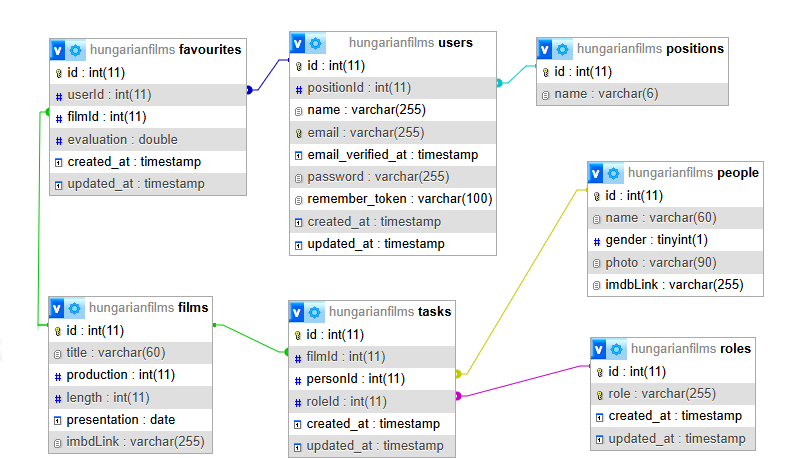 hungarianfilms favourites
id : int(11)
userId : int(11)
filmId : int(11)
evaluation : double
created_at : timestamp
updated_at : timestamp
hungarianfilms users
id : int(11)
positionId : int(11)
name : varchar(255)
email : varchar(255)
email_verified_at : timestamp
password : varchar(255)
remember_token : varchar(100)
created_at : timestamp
updated_at : timestamp
hungarianfilms positions
id : int(11)
name : varchar(6)
hungarianfilms people
id : int(11)
name : varchar(60)
gender : tinyint(1)
photo : varchar(90)
imdbLink : varchar(255)
hungarianfilms films
id : int(11)
title : varchar(60)
production : int(11)
length : int(11)
presentation : date
imbdLink : varchar(255)
hungarianfilms tasks
id : int(11)
filmId : int(11)
personId : int(11)
roleId : int(11)
created_at : timestamp
updated_at : timestamp
hungarianfilms roles
id : int(11)
role : varchar(255)
created_at : timestamp
updated_at : timestamp